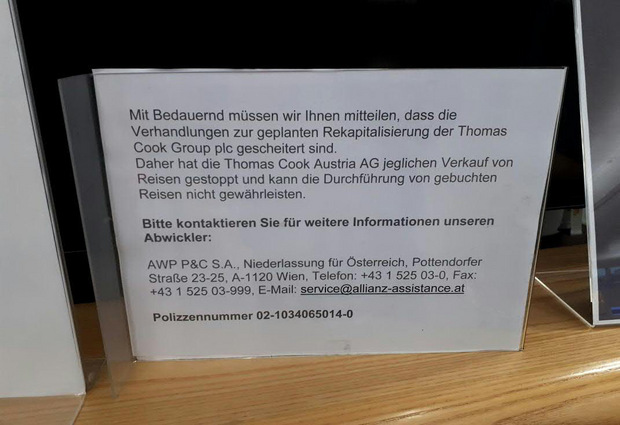 Mit Bedauernd müssen wir Ihnen mitteilen, dass die
Verhandlungen zur geplanten Rekapitalisierung der Thomas
Cook Group plc gescheitert sind.
Daher hat die Thomas Cook Austria AG jeglichen Verkauf von
Reisen gestoppt und kann die Durchführung von gebuchten
Reisen nicht gewährleisten.
Bitte kontaktieren Sie für weitere Informationen unseren
Abwickler:
AWP P&C S.A., Niederlassung für Österreich, Pottendorfer
Straße 23-25, A-1120 Wien, Telefon: +43 1 525 03-0, Fax:
+43 1 525 03-999, E-Mail: service@allianz-assistance.at
Polizzennummer 02-1034065014-0